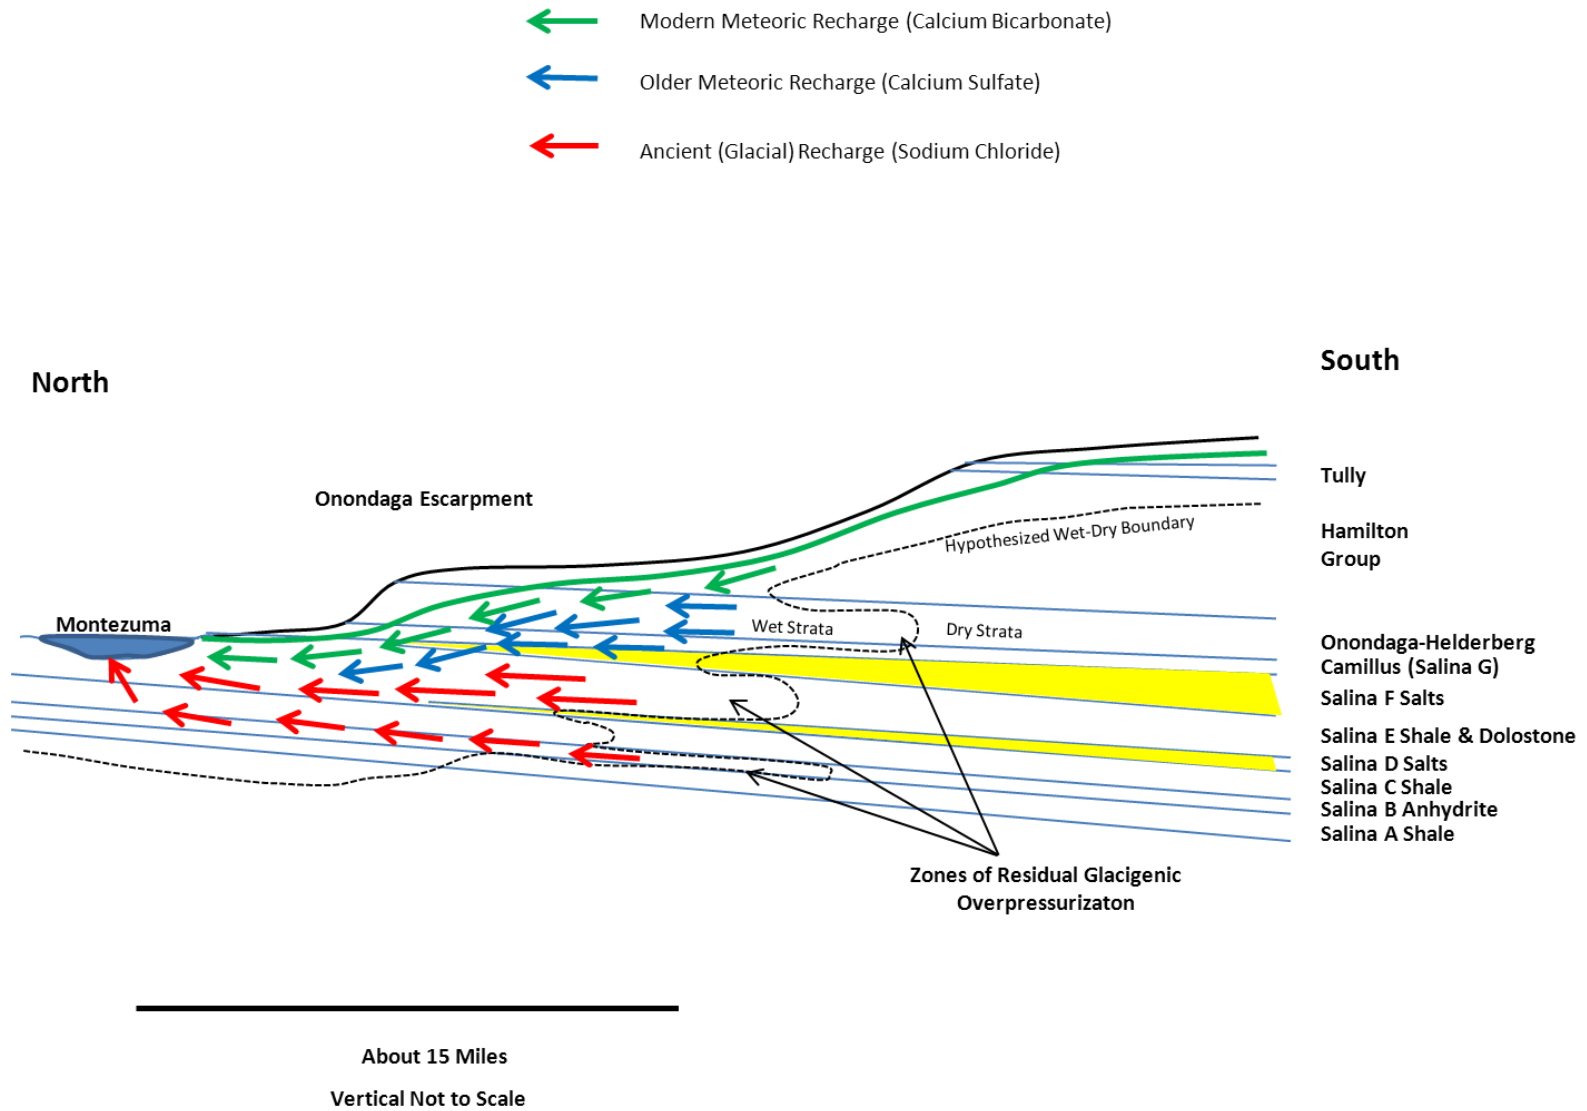 Modern Meteoric Recharge (Calcium Bicarbonate)
Older Meteoric Recharge (Calcium Sulfate)
Ancient (Glacial) Recharge (Sodium Chloride)
North
South
Onondaga Escarpment
Tully
Hypothesized Wet-Dry Boundary
Hamilton
Group
Montezuma
Wet Strata
Dry Strata
Onondaga-Helderberg
Camillus (Salina G)
Salina F Salts
Salina E Shale & Dolostone
Salina D Salts
Salina C Shale
Salina B Anhydrite
Salina A Shale
Zones of Residual Glacigenic
Overpressurizaton
About 15 Miles
Vertical Not to Scale